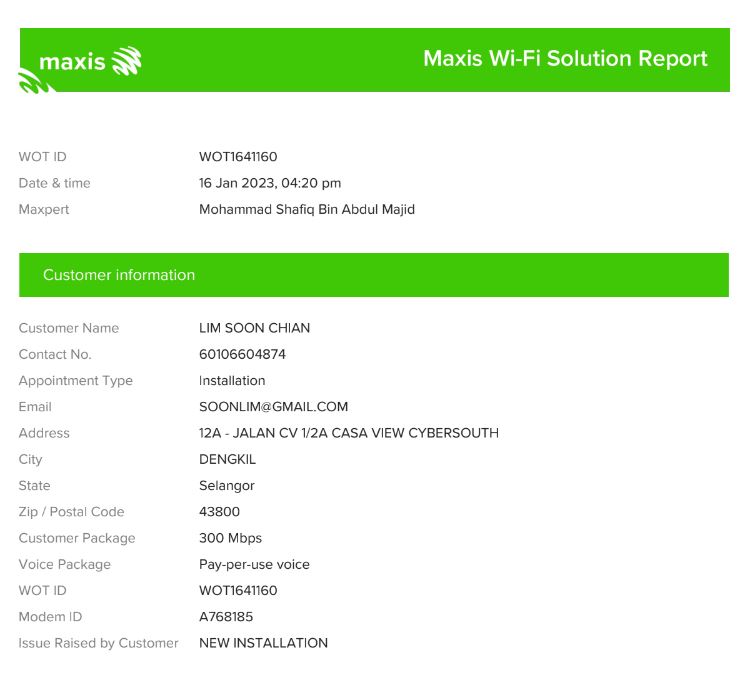 maxis
Maxis Wi-Fi Solution Report
WOT ID WOT1641160
Date & time 16 Jan 2023, 04:20 pm
Maxpert Mohammad Shafiq Bin Abdul Majid
Customer information
Customer Name LIM SOON CHIAN
Contact No. 60106604874
Appointment Type Installation
Email SOONLIM@GMAIL.COM
Address 12A - JALAN CV 1/2A CASA VIEW CYBERSOUTH
City DENGKIL
State Selangor
Zip / Postal Code 43800
Customer Package 300 Mbps
Voice Package Pay-per-use voice
WOT ID WOT1641160
Modem ID A768185
Issue Raised by Customer NEW INSTALLATION